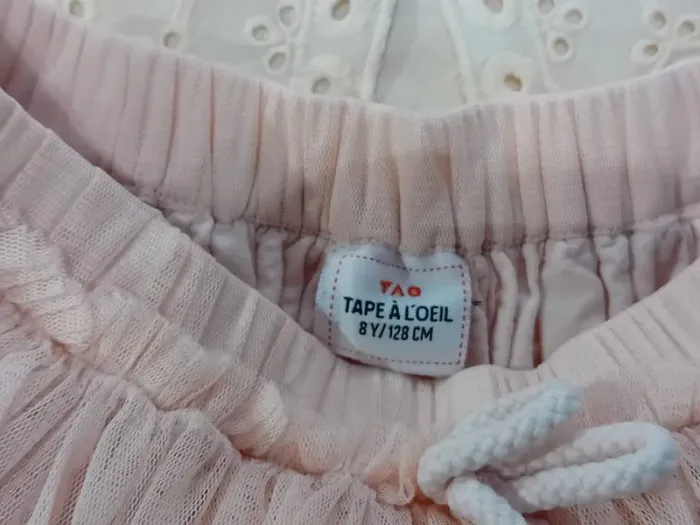 TAO
TAPE À L'OEIL
8 Y/128 CM